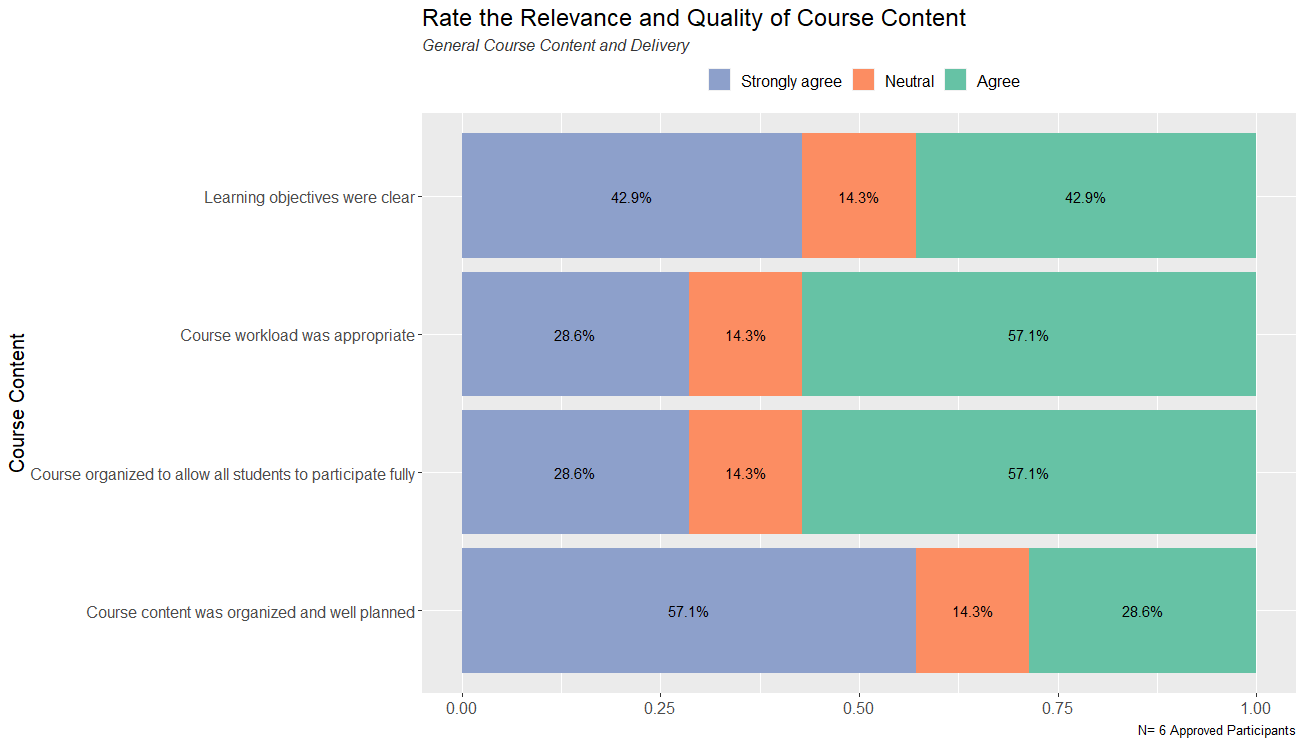 Rate the Relevance and Quality of Course Content
General Course Content and Delivery
Strongly agree Neutral Agree
Learning objectives were clear 42.9% 14.3% 42.9%
Course workload was appropriate 28.6% 14.3% 57.1%
Course organized to allow all students to participate fully 28.6% 14.3% 57.1%
Course content was organized and well planned 57.1% 14.3% 28.6%
Course Content
0.00 0.25 0.50 0.75 1.00
N= 6 Approved Participants